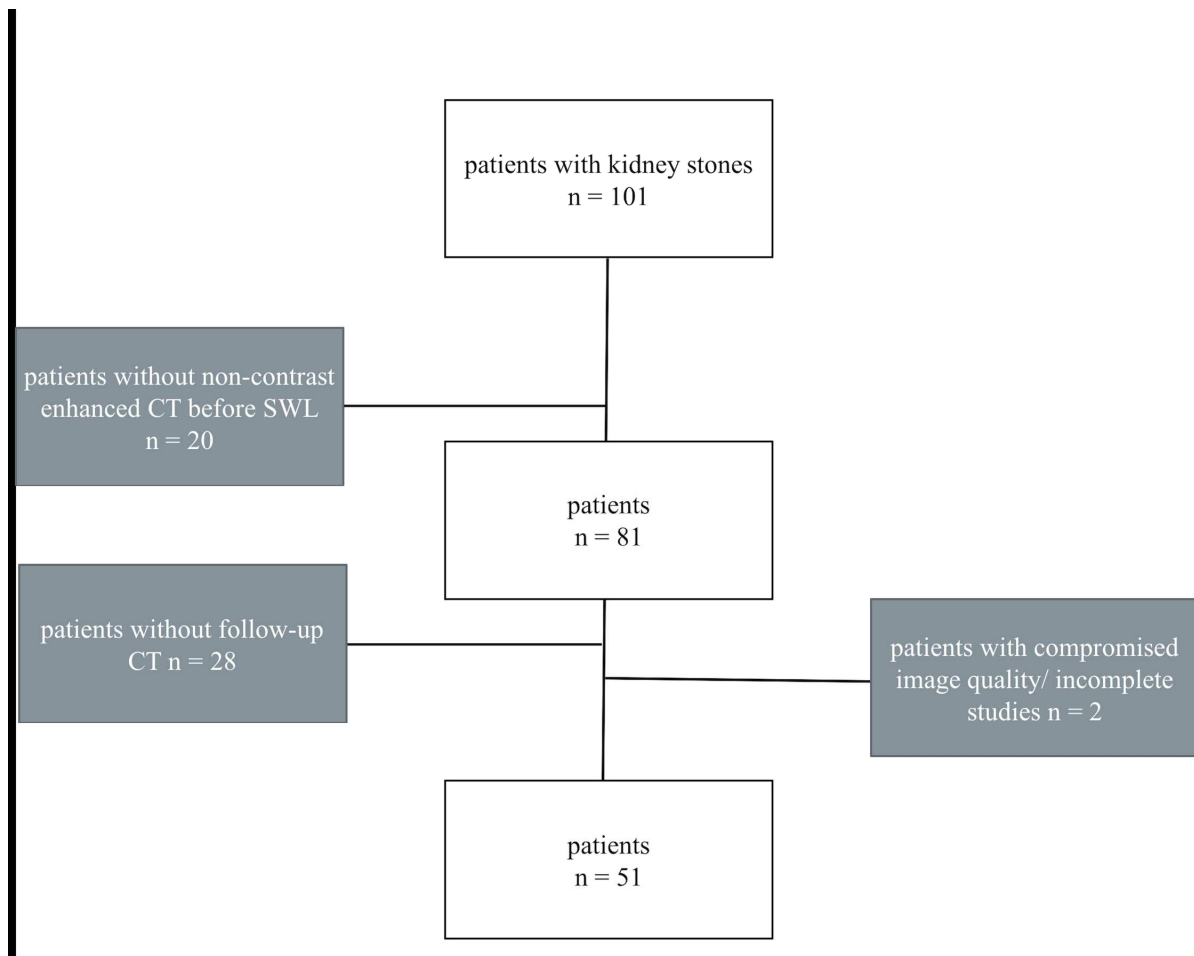 patients with kidney stones
n = 101
patients without non-contrast
enhanced CT before SWL
n = 20
patients
n = 81
patients without follow-up
CT n = 28
patients with compromised
image quality/ incomplete
studies n = 2
patients
n = 51